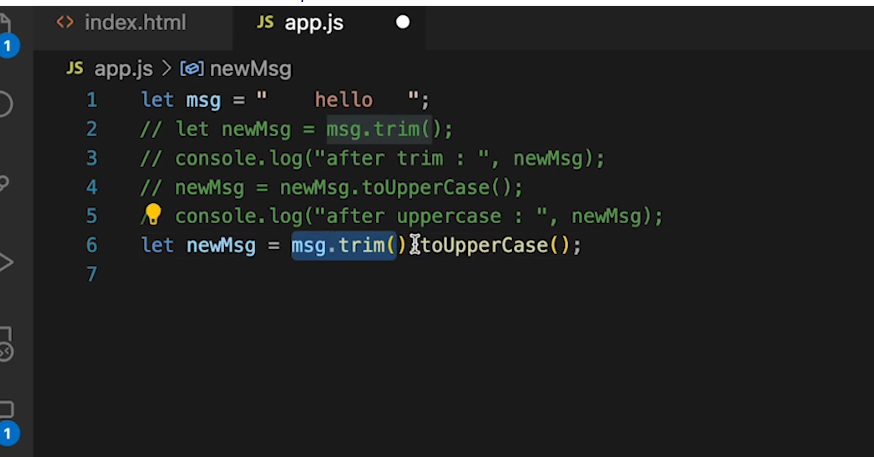 <> index.html JS app.js
JS app.js > newMsg
1 let msg = "    hello   ";
2 // let newMsg = msg.trim();
3 // console.log("after trim : ", newMsg);
4 // newMsg = newMsg.toUpperCase();
5 // console.log("after uppercase : ", newMsg);
6 let newMsg = msg.trim().toUpperCase();
7
1
1